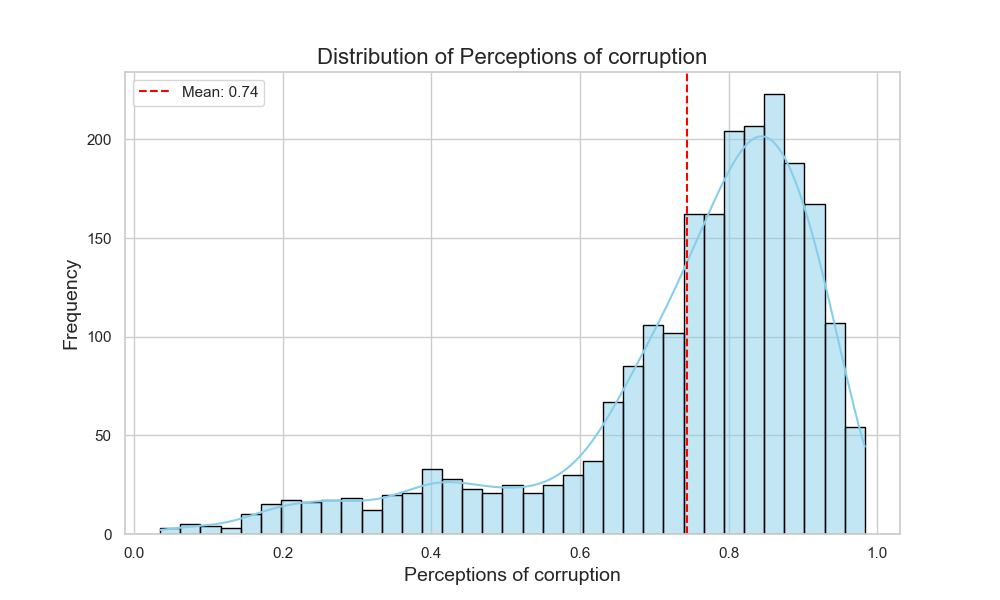 Distribution of Perceptions of corruption
Mean: 0.74
Frequency
200
150
100
50
0
0.0 0.2 0.4 0.6 0.8 1.0
Perceptions of corruption